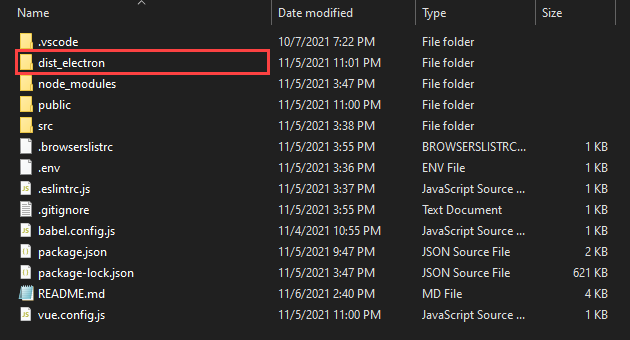 Name Date modified Type Size
.vscode 10/7/2021 7:22 PM File folder
dist_electron 11/5/2021 11:01 PM File folder
node_modules 11/5/2021 3:47 PM File folder
public 11/5/2021 11:00 PM File folder
src 11/5/2021 3:38 PM File folder
.browserslistrc 11/5/2021 3:55 PM BROWSERSLISTRC... 1 KB
.env 11/5/2021 3:36 PM ENV File 1 KB
.eslintrc.js 11/5/2021 3:37 PM JavaScript Source ... 1 KB
.gitignore 11/5/2021 3:55 PM Text Document 1 KB
babel.config.js 11/4/2021 10:55 PM JavaScript Source ... 1 KB
package.json 11/5/2021 9:47 PM JSON Source File 2 KB
package-lock.json 11/5/2021 3:47 PM JSON Source File 621 KB
README.md 11/6/2021 2:40 PM MD File 4 KB
vue.config.js 11/5/2021 11:00 PM JavaScript Source ... 1 KB